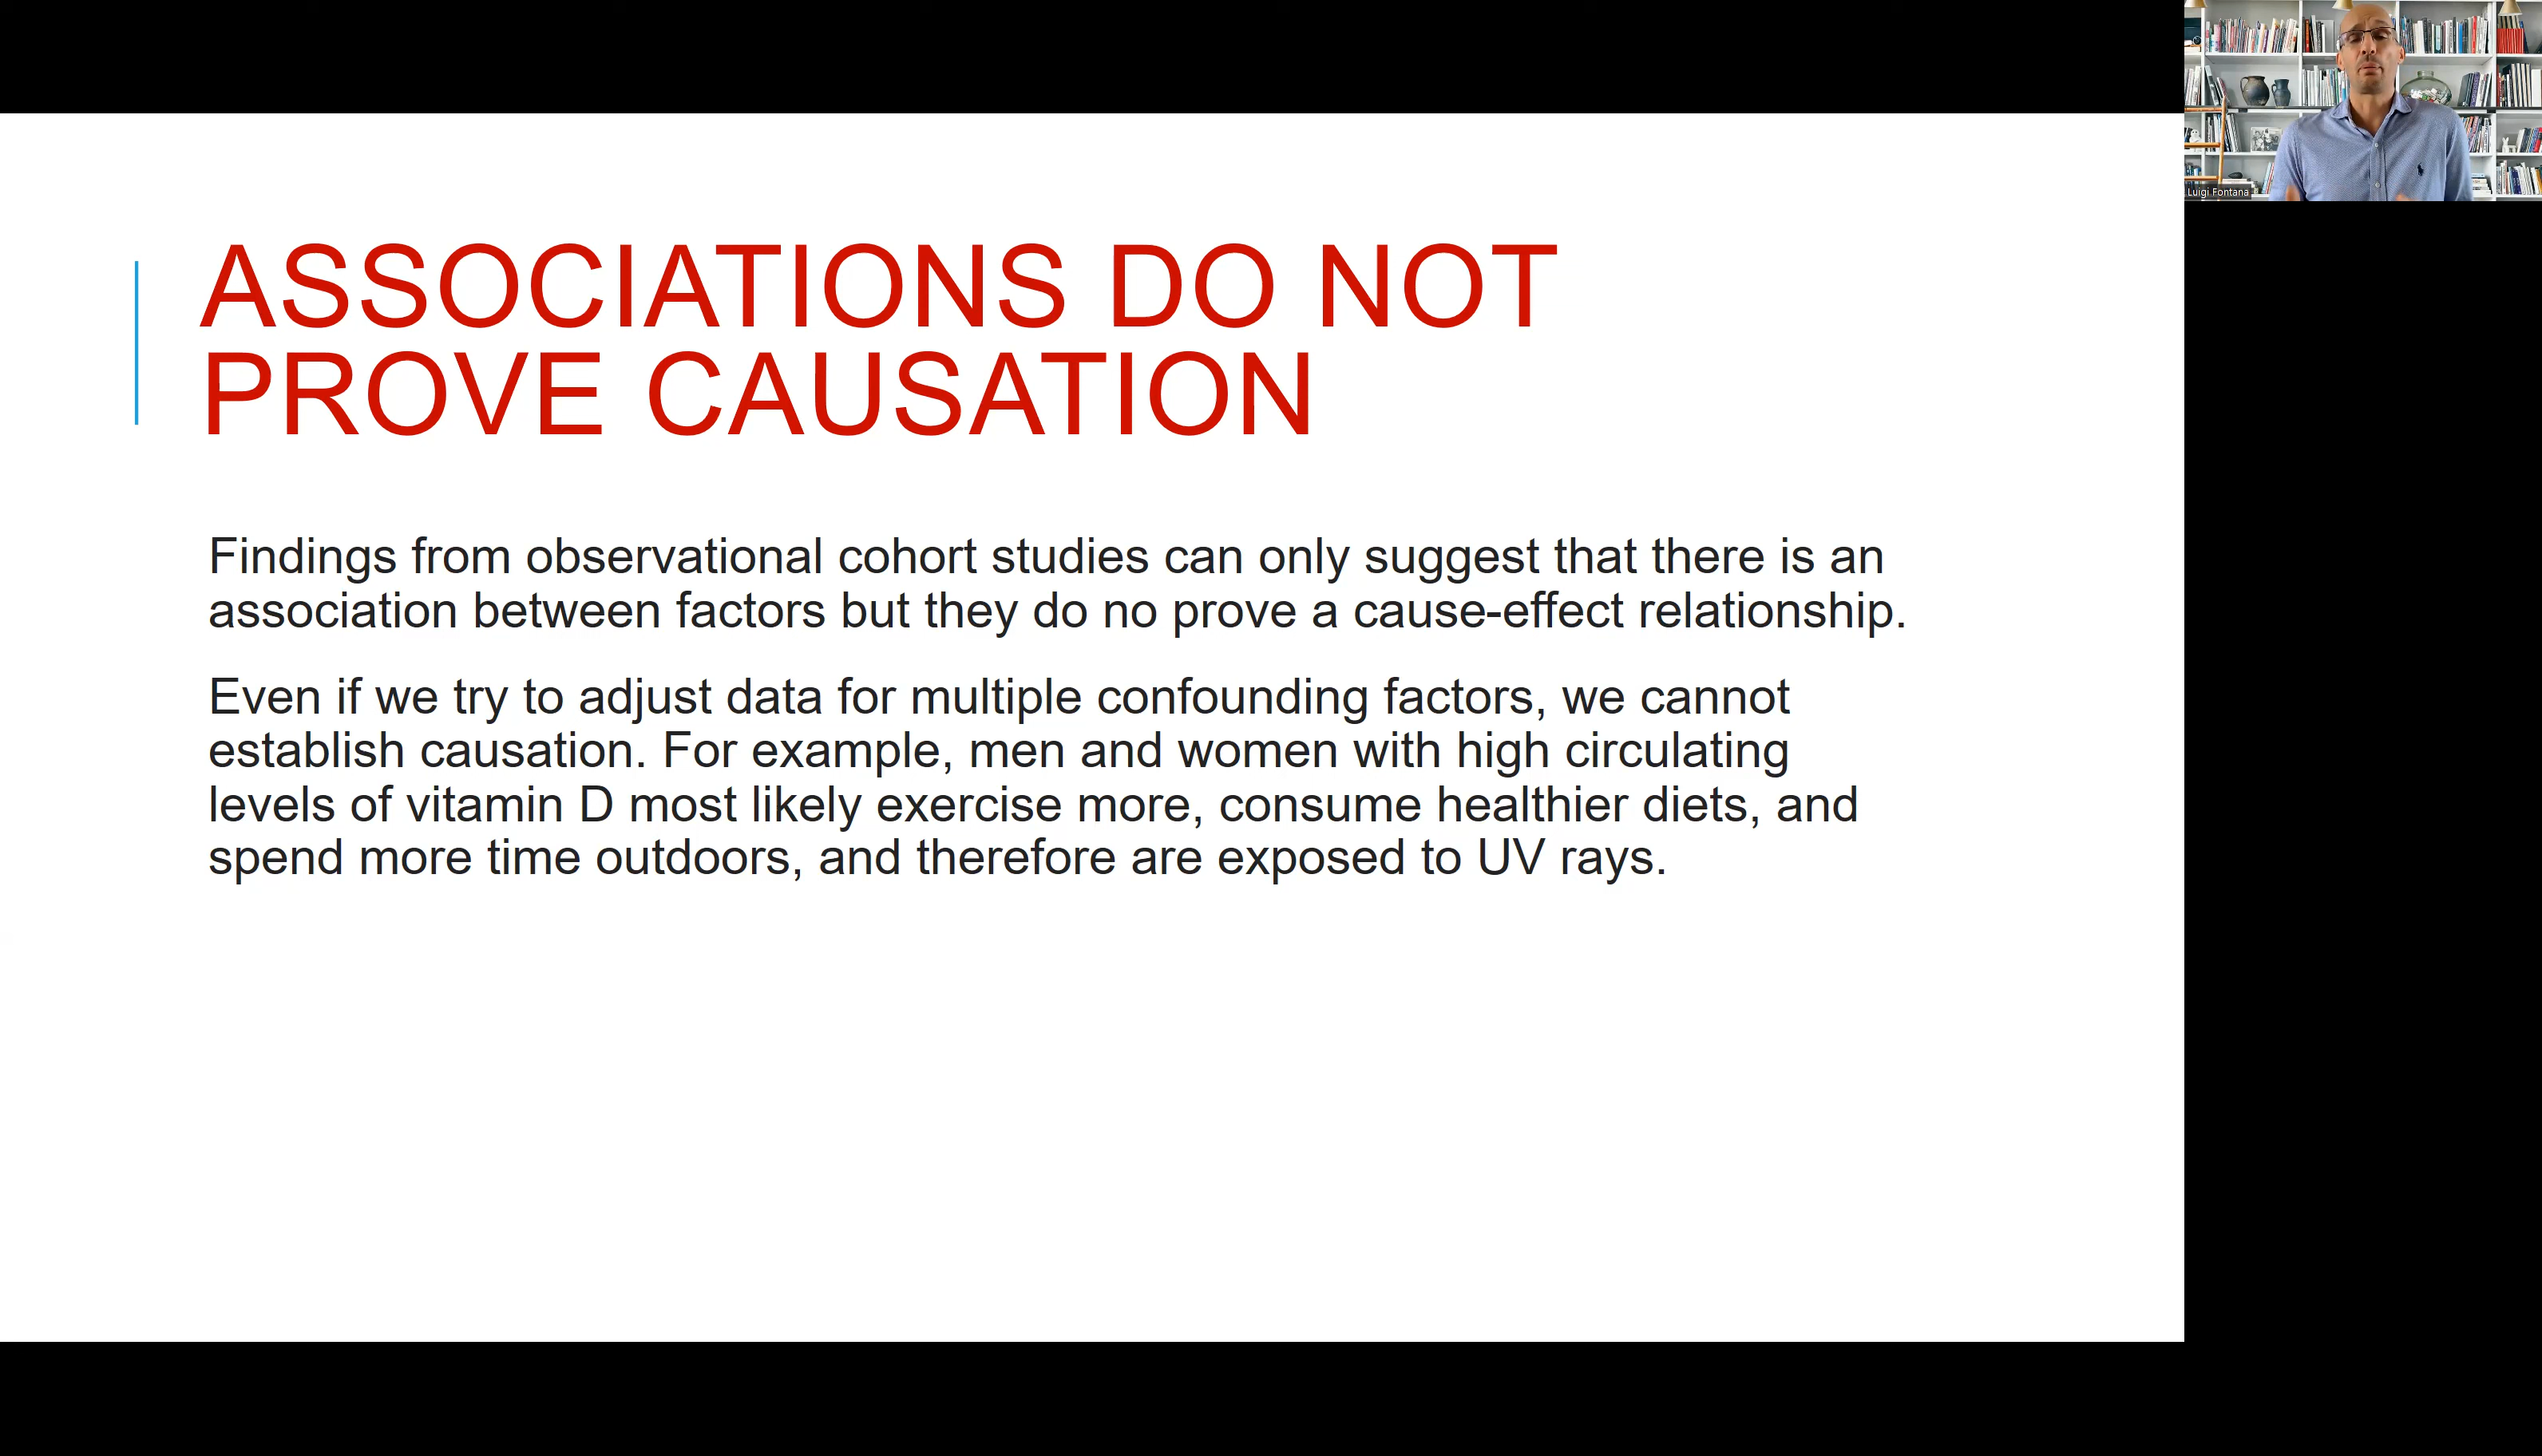 ASSOCIATIONS DO NOT
PROVE CAUSATION
Findings from observational cohort studies can only suggest that there is an
association between factors but they do no prove a cause-effect relationship.
Even if we try to adjust data for multiple confounding factors, we cannot
establish causation. For example, men and women with high circulating
levels of vitamin D most likely exercise more, consume healthier diets, and
spend more time outdoors, and therefore are exposed to UV rays.
Luigi Fontana